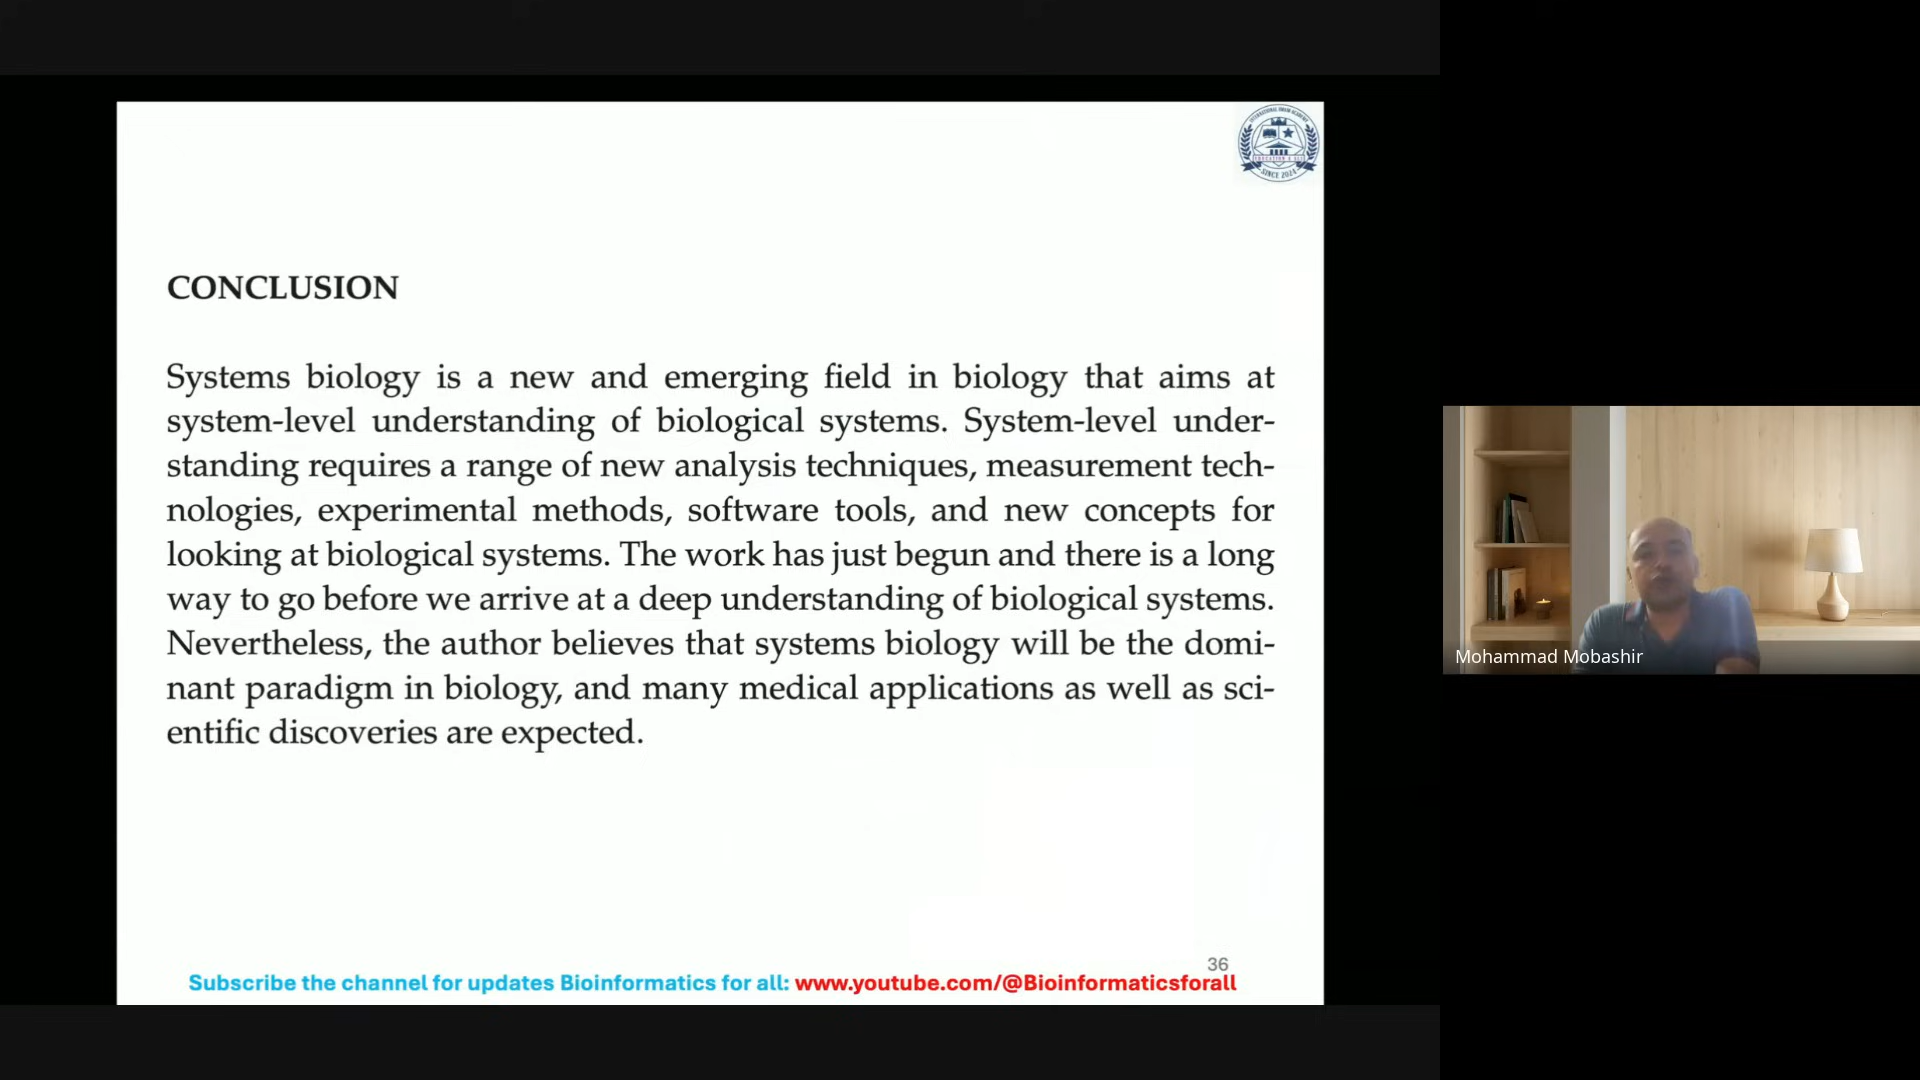 SINCE 2024
CONCLUSION
Systems biology is a new and emerging field in biology that aims at
system-level understanding of biological systems. System-level under-
standing requires a range of new analysis techniques, measurement tech-
nologies, experimental methods, software tools, and new concepts for
looking at biological systems. The work has just begun and there is a long
way to go before we arrive at a deep understanding of biological systems.
Nevertheless, the author believes that systems biology will be the domi-
nant paradigm in biology, and many medical applications as well as sci-
entific discoveries are expected.
36
Subscribe the channel for updates Bioinformatics for all: www.youtube.com/@Bioinformaticsforall
Mohammad Mobashir